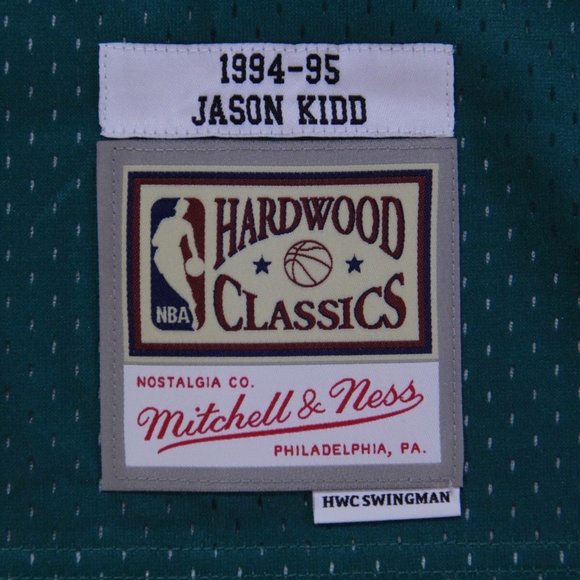 1994-95
JASON KIDD
HARDWOOD
NBA
CLASSICS
NOSTALGIA CO.
Mitchell & Ness
PHILADELPHIA, PA.
HWC SWINGMAN